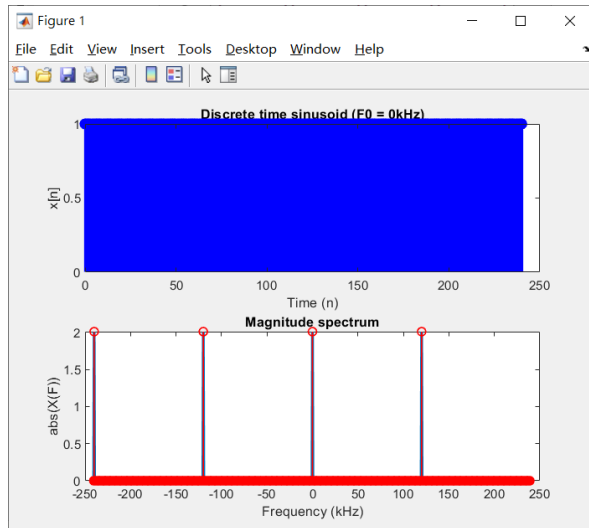 Figure 1
File Edit View Insert Tools Desktop Window Help
Discrete time sinusoid (F0 = 0kHz)
1
0.5
0
x[n]
0 50 100 150 200 250
Time (n)
Magnitude spectrum
2
1.5
1
0.5
0
abs(X(F))
-250 -200 -150 -100 -50 0 50 100 150 200 250
Frequency (kHz)